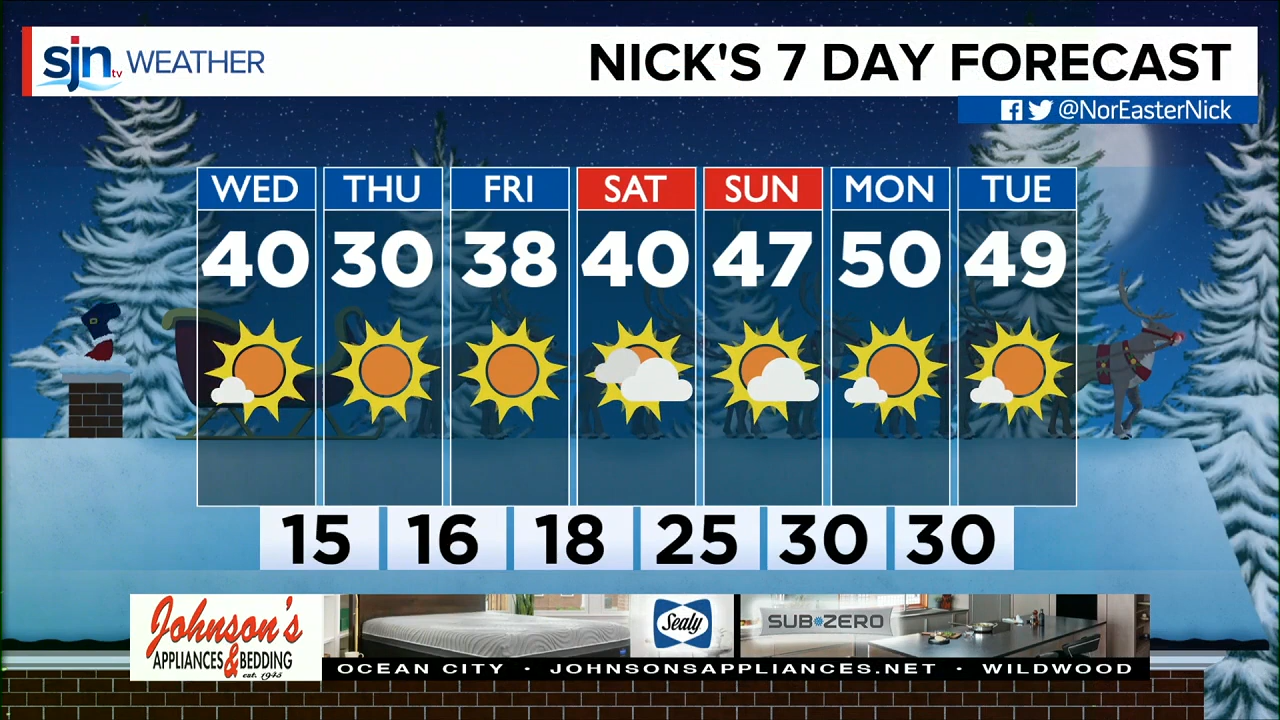 sjn tv WEATHER
NICK'S 7 DAY FORECAST
@NorEasterNick
WED THU FRI SAT SUN MON TUE
40 30 38 40 47 50 49
15 16 18 25 30 30
Johnson's
APPLIANCES & BEDDING
est. 1945
Sealy
SUB ZERO
OCEAN CITY · JOHNSONSAPPLIANCES.NET · WILDWOOD